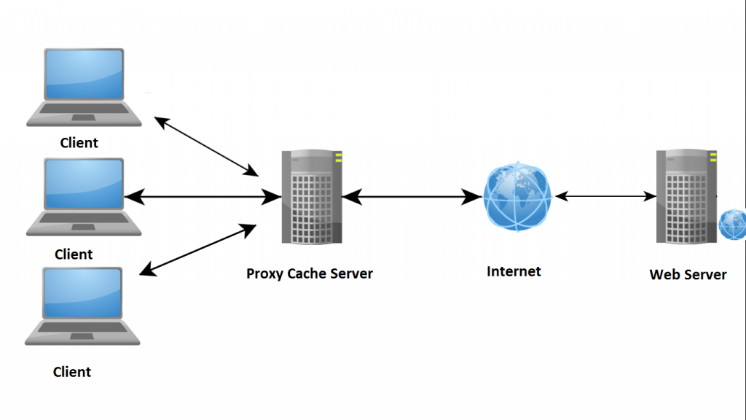 Client
Client
Client
Proxy Cache Server
Internet
Web Server